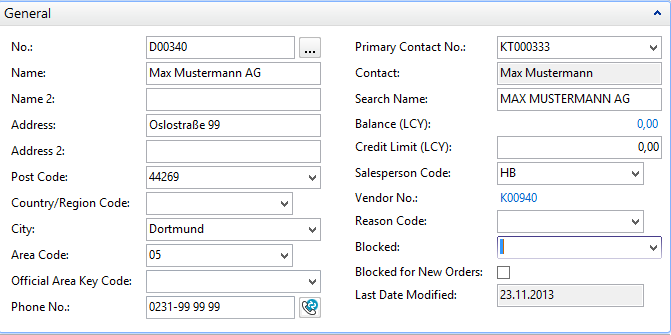 General
No.: D00340 ...
Name: Max Mustermann AG
Name 2:
Address: Oslostraße 99
Address 2:
Post Code: 44269
Country/Region Code:
City: Dortmund
Area Code: 05
Official Area Key Code:
Phone No.: 0231-99 99 99
Primary Contact No.: KT000333
Contact: Max Mustermann
Search Name: MAX MUSTERMANN AG
Balance (LCY): 0,00
Credit Limit (LCY): 0,00
Salesperson Code: HB
Vendor No.: K00940
Reason Code:
Blocked:
Blocked for New Orders:
Last Date Modified: 23.11.2013